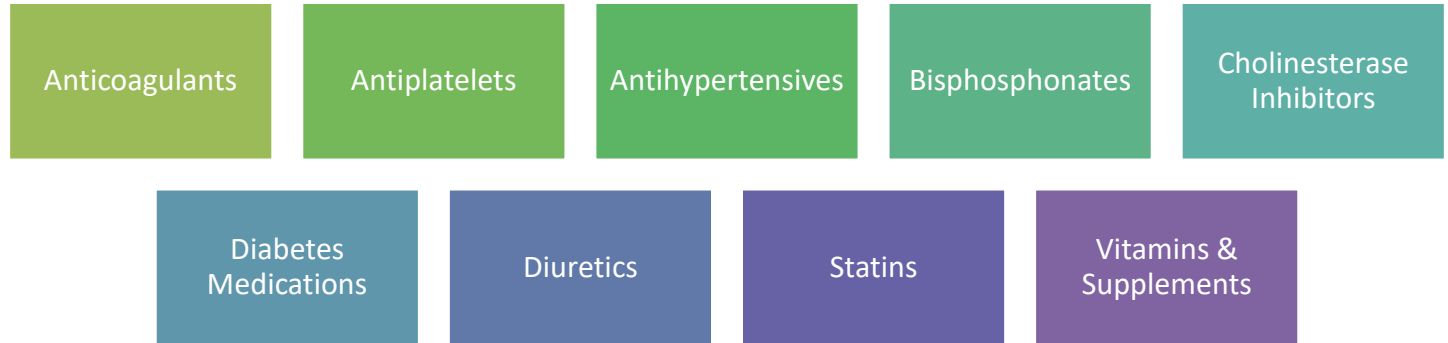 Anticoagulants
Antiplatelets
Antihypertensives
Bisphosphonates
Cholinesterase
Inhibitors
Diabetes
Medications
Diuretics
Statins
Vitamins &
Supplements